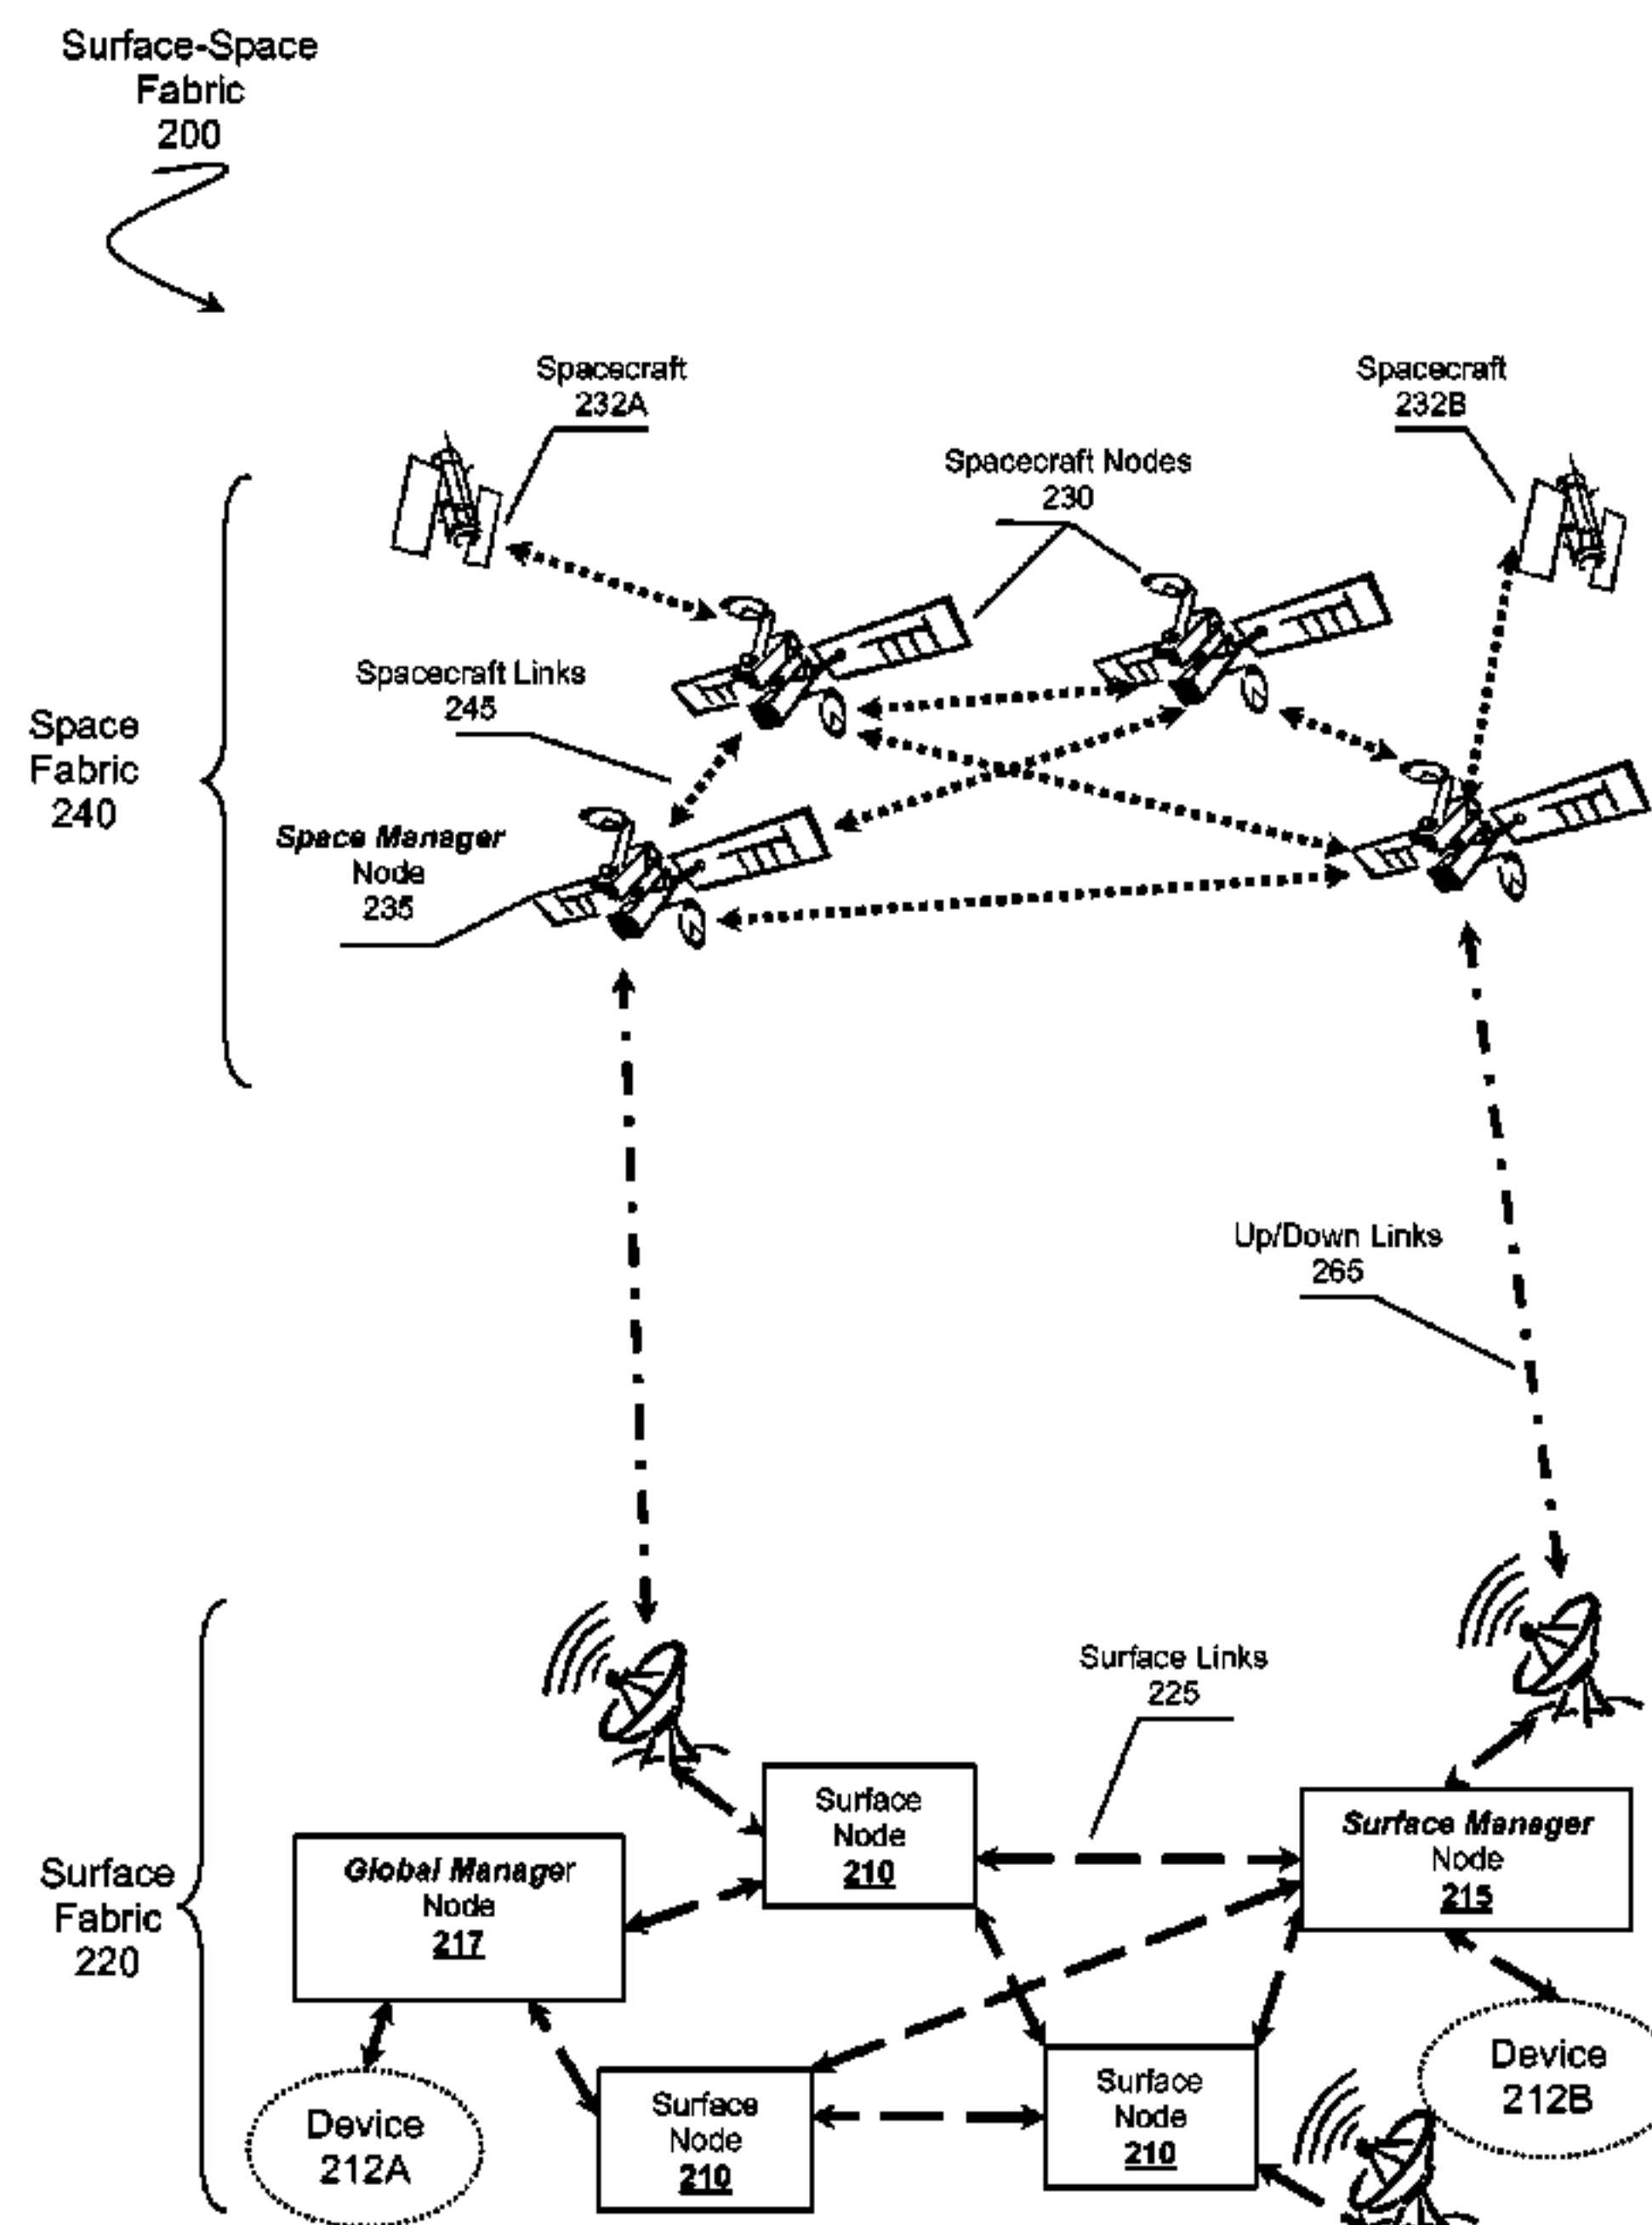 Surface-Space
Fabric
200
Spacecraft
232A
Spacecraft
232B
Spacecraft Nodes
230
Spacecraft Links
245
Space
Fabric
240
Space Manager
Node
235
Up/Down Links
265
Surface Links
225
Surface
Node
210
Surface Manager
Node
215
Global Manager
Node
217
Surface
Fabric
220
Surface
Node
210
Surface
Node
210
Device
212B
Device
212A